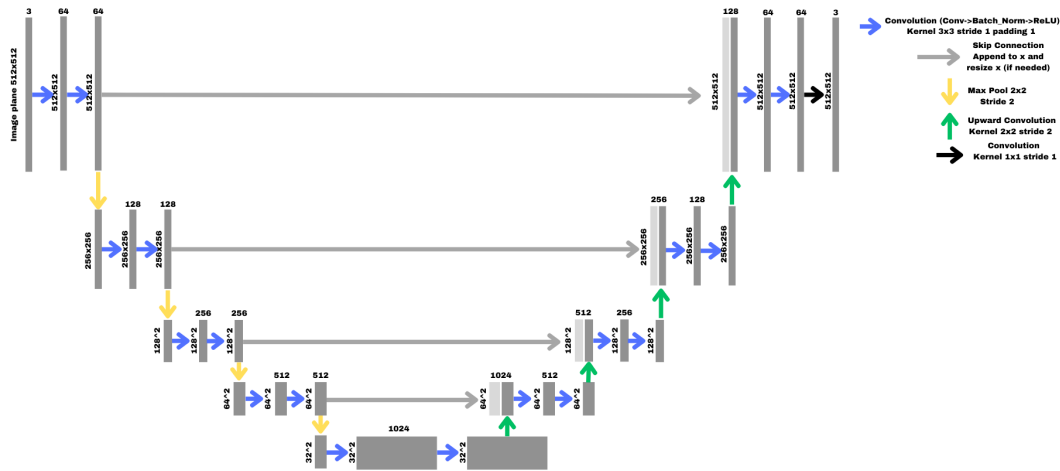 3
64
64
Image plane 512x512
512x512
512x512
128
64
64
3
512x512
512x512
512x512
512x512
Convolution (Conv->Batch_Norm->ReLU)
Kernel 3x3 stride 1 padding 1
Skip Connection
Append to x and
resize x (if needed)
Max Pool 2x2
Stride 2
Upward Convolution
Kernel 2x2 stride 2
Convolution
Kernel 1x1 stride 1
128
128
256x256
256x256
256x256
256
128
256x256
256x256
256x256
256
256
128^2
128^2
128^2
512
256
128^2
128^2
128^2
512
512
64^2
64^2
64^2
1024
512
64^2
64^2
64^2
1024
32^2
32^2
32^2